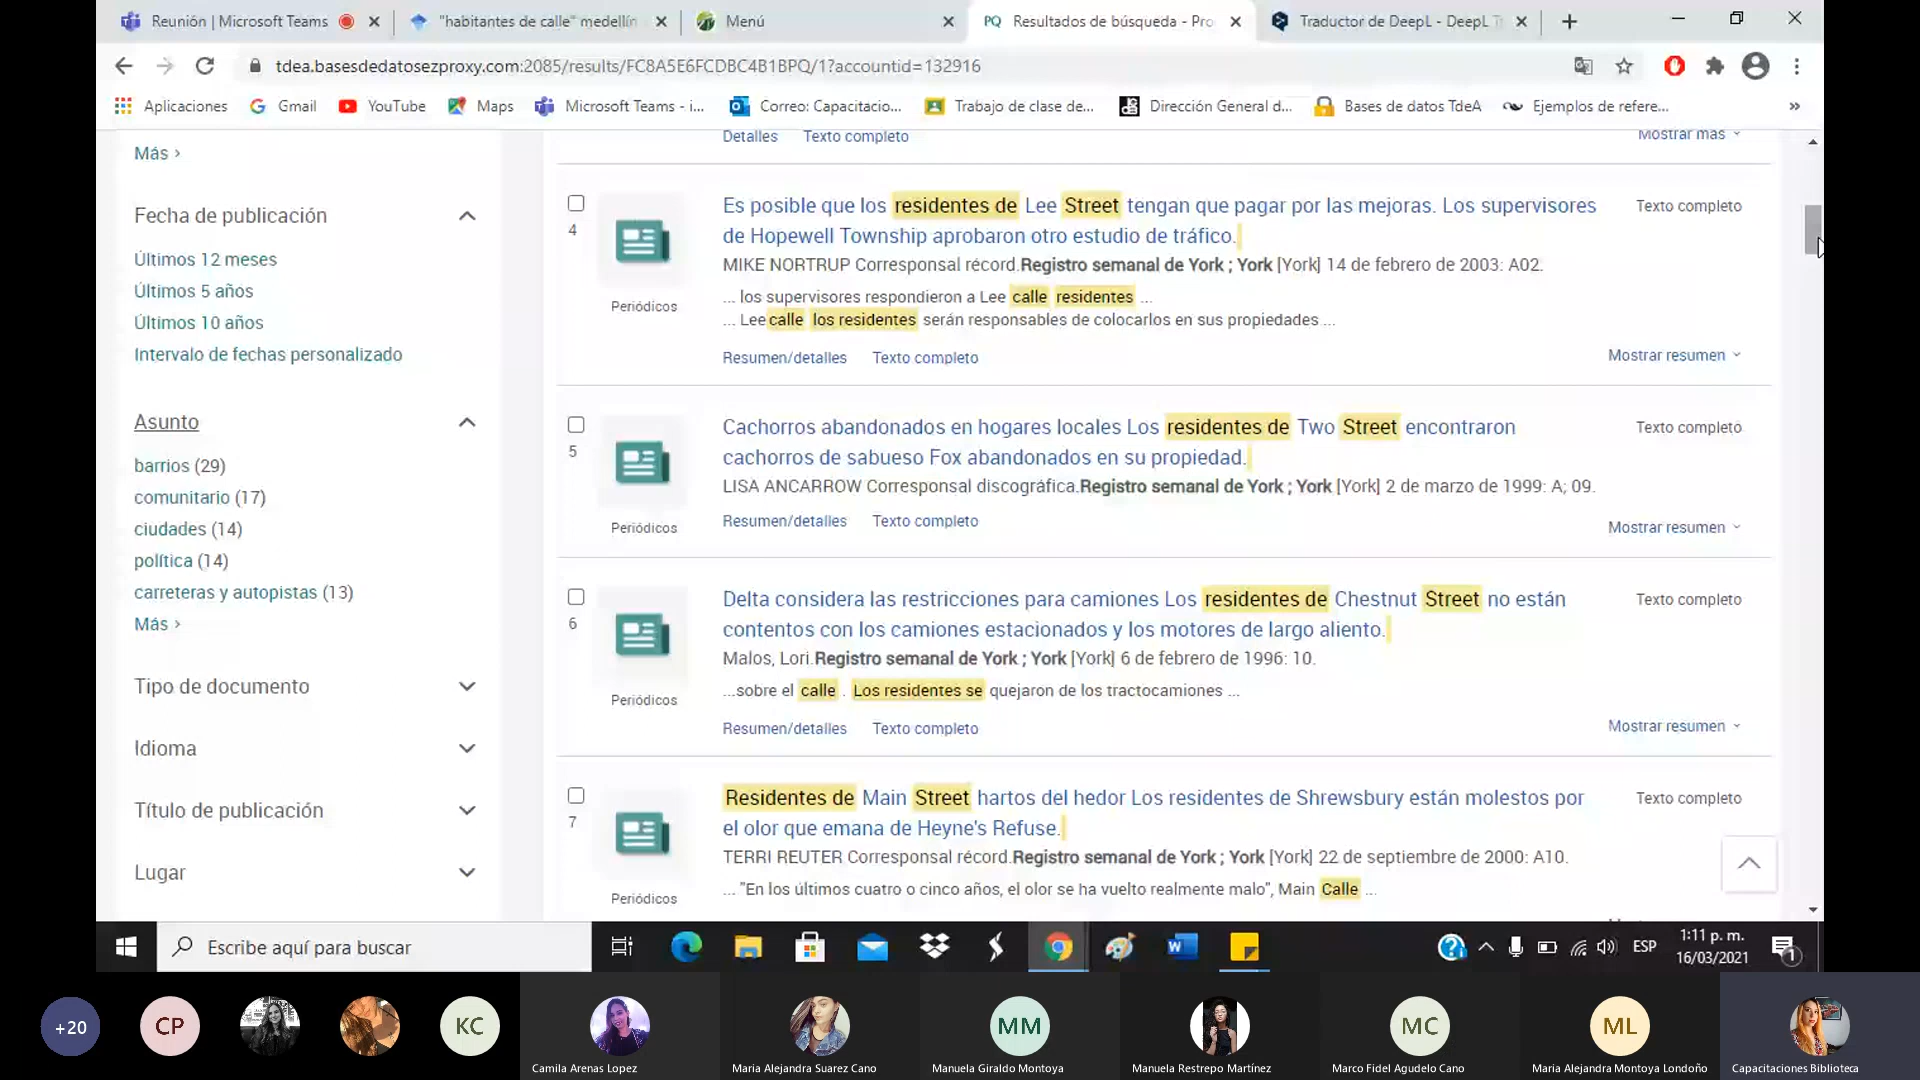 Reunión | Microsoft Teams
"habitantes de calle" medellín
Menú
PQ Resultados de búsqueda - Pro
Traductor de DeepL - DeepL T
tdea.basesdedatosezproxy.com:2085/results/FC8A5E6FCDBC4B1BPQ/1?accountid=132916
Aplicaciones
Gmail
YouTube
Maps
Microsoft Teams - i...
Correo: Capacitacio...
Trabajo de clase de...
Dirección General d...
Bases de datos TdeA
Ejemplos de refere...
»
Detalles Texto completo
Mostrar más
Más >
Fecha de publicación
Últimos 12 meses
Últimos 5 años
Últimos 10 años
Intervalo de fechas personalizado
Asunto
barrios (29)
comunitario (17)
ciudades (14)
política (14)
carreteras y autopistas (13)
Más >
Tipo de documento
Idioma
Título de publicación
Lugar
4
Periódicos
Es posible que los residentes de Lee Street tengan que pagar por las mejoras. Los supervisores
de Hopewell Township aprobaron otro estudio de tráfico.
MIKE NORTRUP Corresponsal récord.Registro semanal de York ; York [York] 14 de febrero de 2003: A02.
... los supervisores respondieron a Lee calle residentes ...
... Lee calle los residentes serán responsables de colocarlos en sus propiedades ...
Resumen/detalles Texto completo
Texto completo
Mostrar resumen
5
Periódicos
Cachorros abandonados en hogares locales Los residentes de Two Street encontraron
cachorros de sabueso Fox abandonados en su propiedad.
LISA ANCARROW Corresponsal discográfica.Registro semanal de York ; York [York] 2 de marzo de 1999: A; 09.
Resumen/detalles Texto completo
Texto completo
Mostrar resumen
6
Periódicos
Delta considera las restricciones para camiones Los residentes de Chestnut Street no están
contentos con los camiones estacionados y los motores de largo aliento.
Malos, Lori.Registro semanal de York ; York [York] 6 de febrero de 1996: 10.
...sobre el calle . Los residentes se quejaron de los tractocamiones ...
Resumen/detalles Texto completo
Texto completo
Mostrar resumen
7
Periódicos
Residentes de Main Street hartos del hedor Los residentes de Shrewsbury están molestos por
el olor que emana de Heyne's Refuse.
TERRI REUTER Corresponsal récord.Registro semanal de York ; York [York] 22 de septiembre de 2000: A10.
... "En los últimos cuatro o cinco años, el olor se ha vuelto realmente malo", Main Calle ...
Texto completo
Escribe aquí para buscar
ESP
1:11 p. m.
16/03/2021
1
+20
CP
KC
Camila Arenas Lopez
Maria Alejandra Suarez Cano
MM
Manuela Giraldo Montoya
Manuela Restrepo Martínez
MC
Marco Fidel Agudelo Cano
ML
Maria Alejandra Montoya Londoño
Capacitaciones Biblioteca